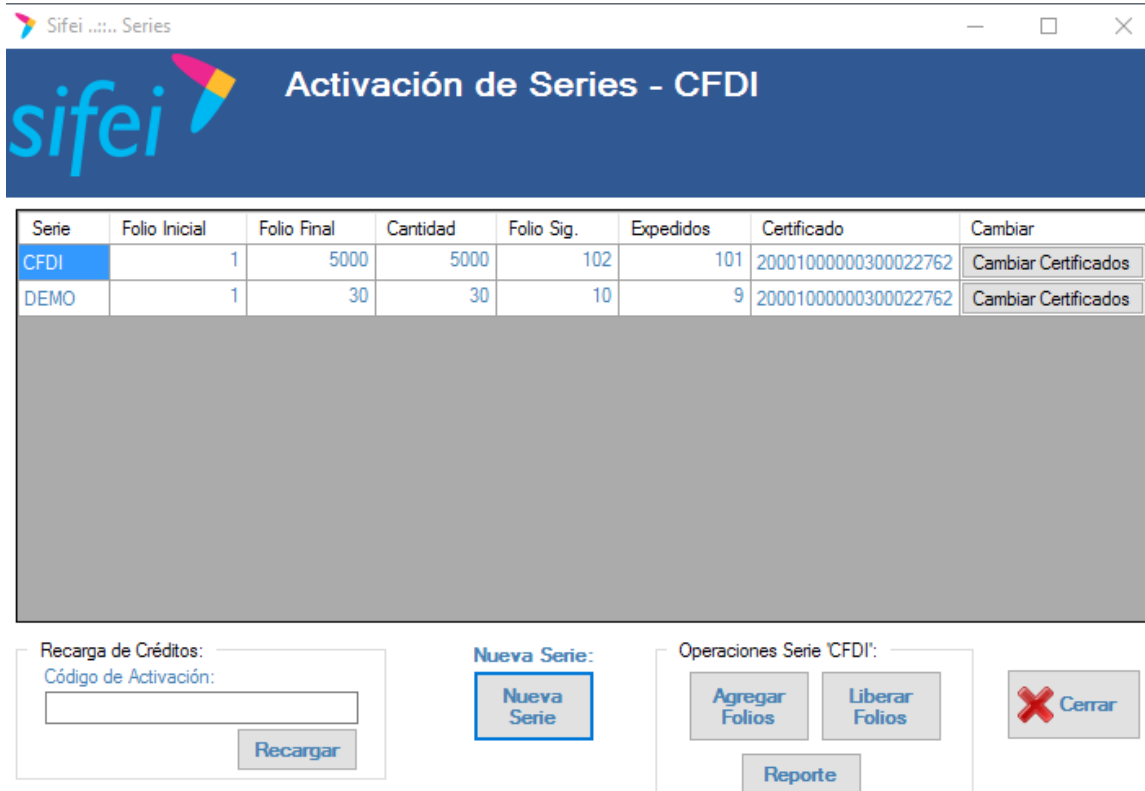 Sifei ..::.. Series
sifei
Activación de Series - CFDI
Serie Folio Inicial Folio Final Cantidad Folio Sig. Expedidos Certificado Cambiar
CFDI 1 5000 5000 102 101 20001000000300022762 Cambiar Certificados
DEMO 1 30 30 10 9 20001000000300022762 Cambiar Certificados
Recarga de Créditos:
Código de Activación:
Recargar
Nueva Serie:
Nueva
Serie
Operaciones Serie 'CFDI':
Agregar
Folios
Liberar
Folios
Reporte
Cerrar